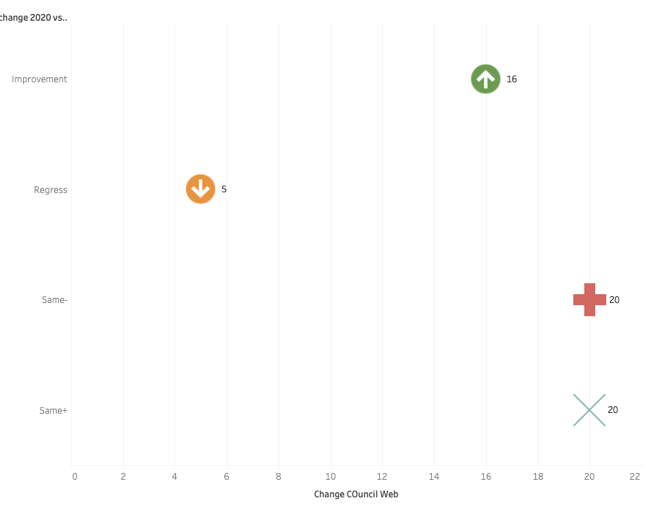 change 2020 vs..
Improvement
16
Regress
5
Same-
20
Same+
20
0 2 4 6 8 10 12 14 16 18 20 22
Change COuncil Web